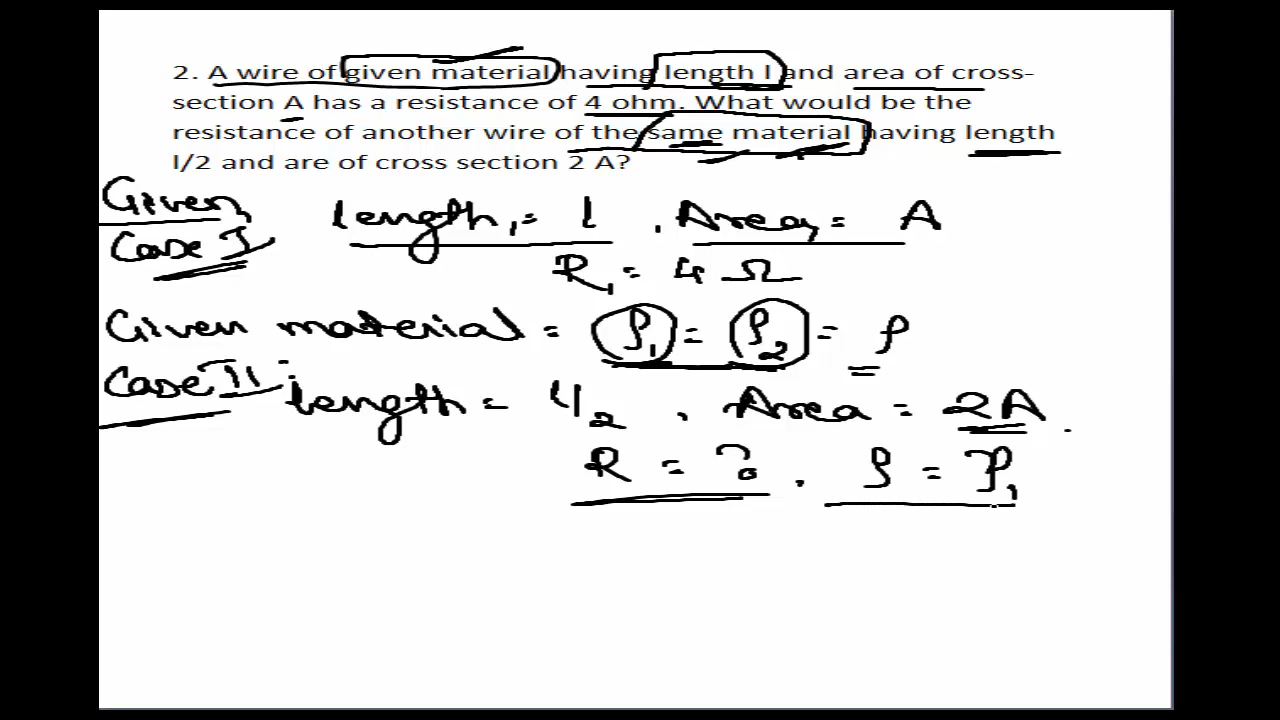 2. A wire of given material having length l and area of cross-
section A has a resistance of 4 ohm. What would be the
resistance of another wire of the same material having length
l/2 and are of cross section 2 A?
Given
Case I length₁ = l , Area₁ = A
R₁ = 4 Ω
Given material = ρ₁ = ρ₂ = ρ
Case II : length = l/2 , Area = 2A .
R = ? , ρ = ρ₁